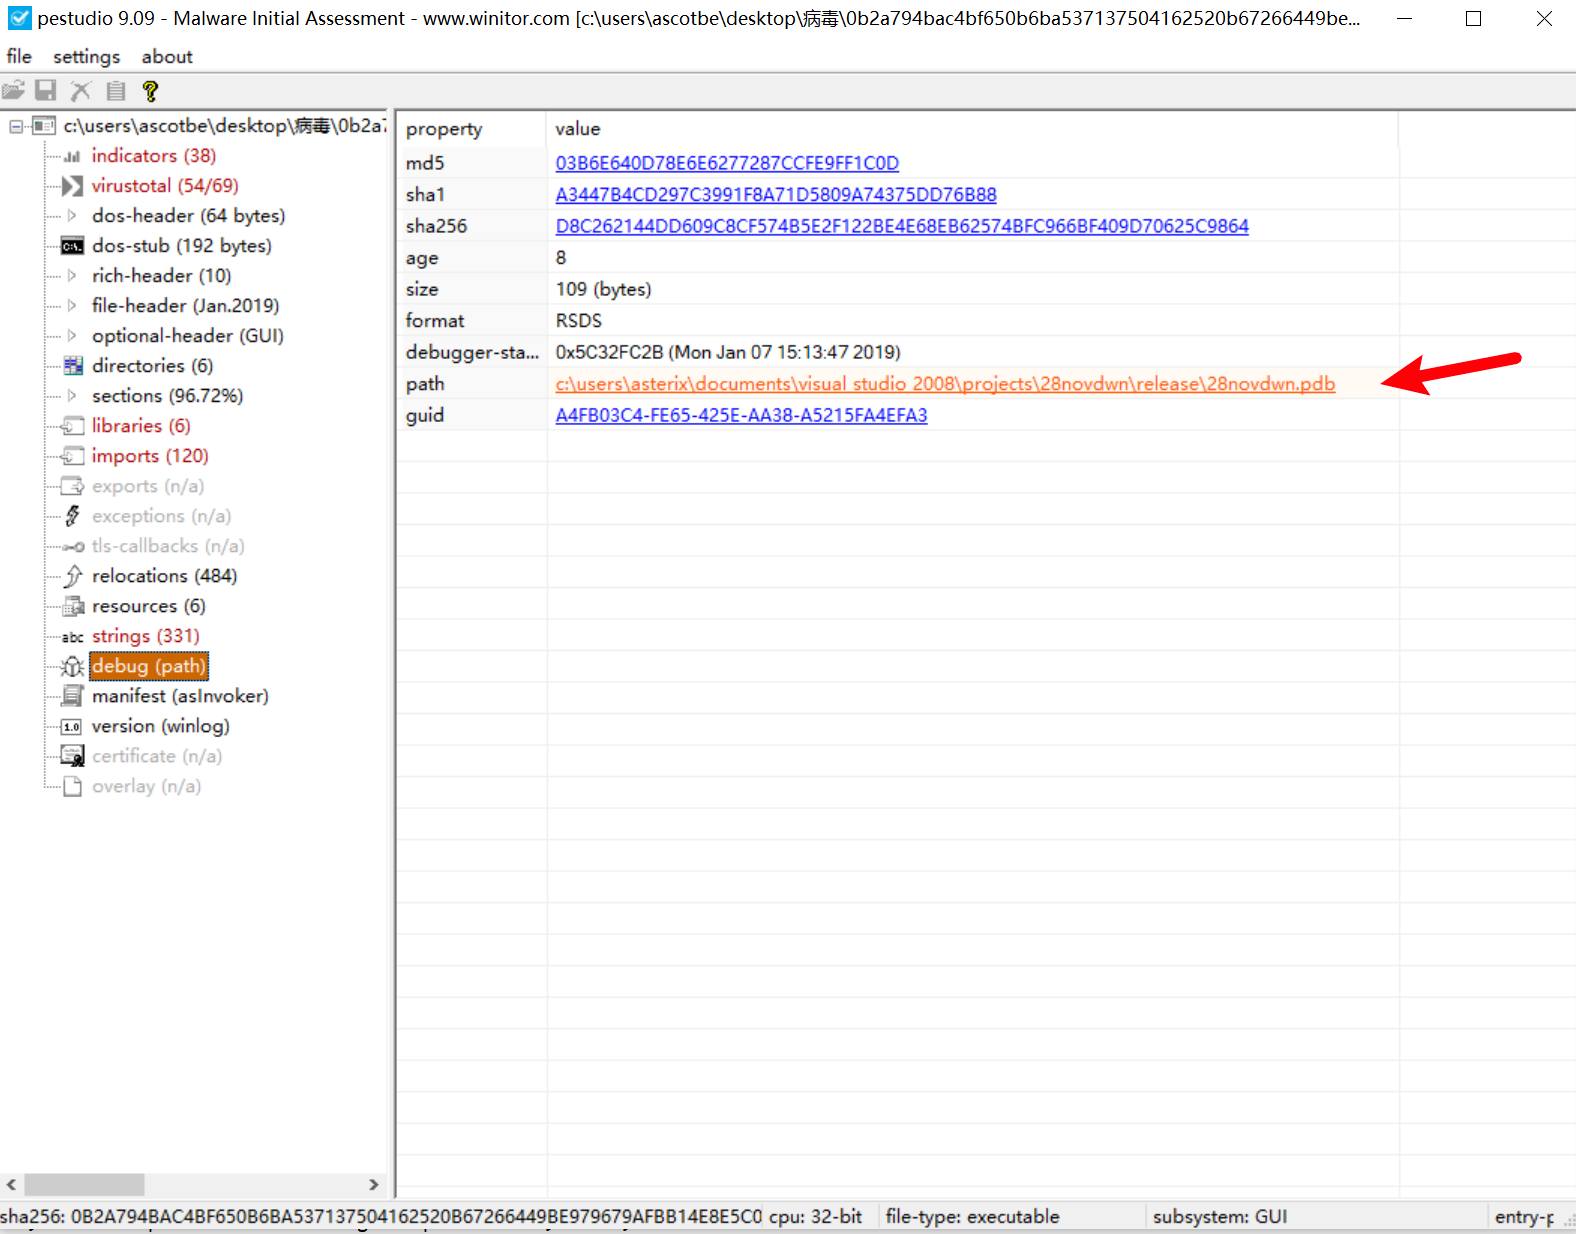 pestudio 9.09 - Malware Initial Assessment - www.winitor.com [c:\users\ascotbe\desktop\病毒\0b2a794bac4bf650b6ba537137504162520b67266449be...
file settings about
c:\users\ascotbe\desktop\病毒\0b2a7
indicators (38)
virustotal (54/69)
dos-header (64 bytes)
dos-stub (192 bytes)
rich-header (10)
file-header (Jan.2019)
optional-header (GUI)
directories (6)
sections (96.72%)
libraries (6)
imports (120)
exports (n/a)
exceptions (n/a)
tls-callbacks (n/a)
relocations (484)
resources (6)
abc strings (331)
debug (path)
manifest (asInvoker)
1.0 version (winlog)
certificate (n/a)
overlay (n/a)
property value
md5 03B6E640D78E6E6277287CCFE9FF1C0D
sha1 A3447B4CD297C3991F8A71D5809A74375DD76B88
sha256 D8C262144DD609C8CF574B5E2F122BE4E68EB62574BFC966BF409D70625C9864
age 8
size 109 (bytes)
format RSDS
debugger-sta... 0x5C32FC2B (Mon Jan 07 15:13:47 2019)
path c:\users\asterix\documents\visual studio 2008\projects\28novdwn\release\28novdwn.pdb
guid A4FB03C4-FE65-425E-AA38-A5215FA4EFA3
sha256: 0B2A794BAC4BF650B6BA537137504162520B67266449BE979679AFBB14E8E5C0 cpu: 32-bit file-type: executable subsystem: GUI entry-p